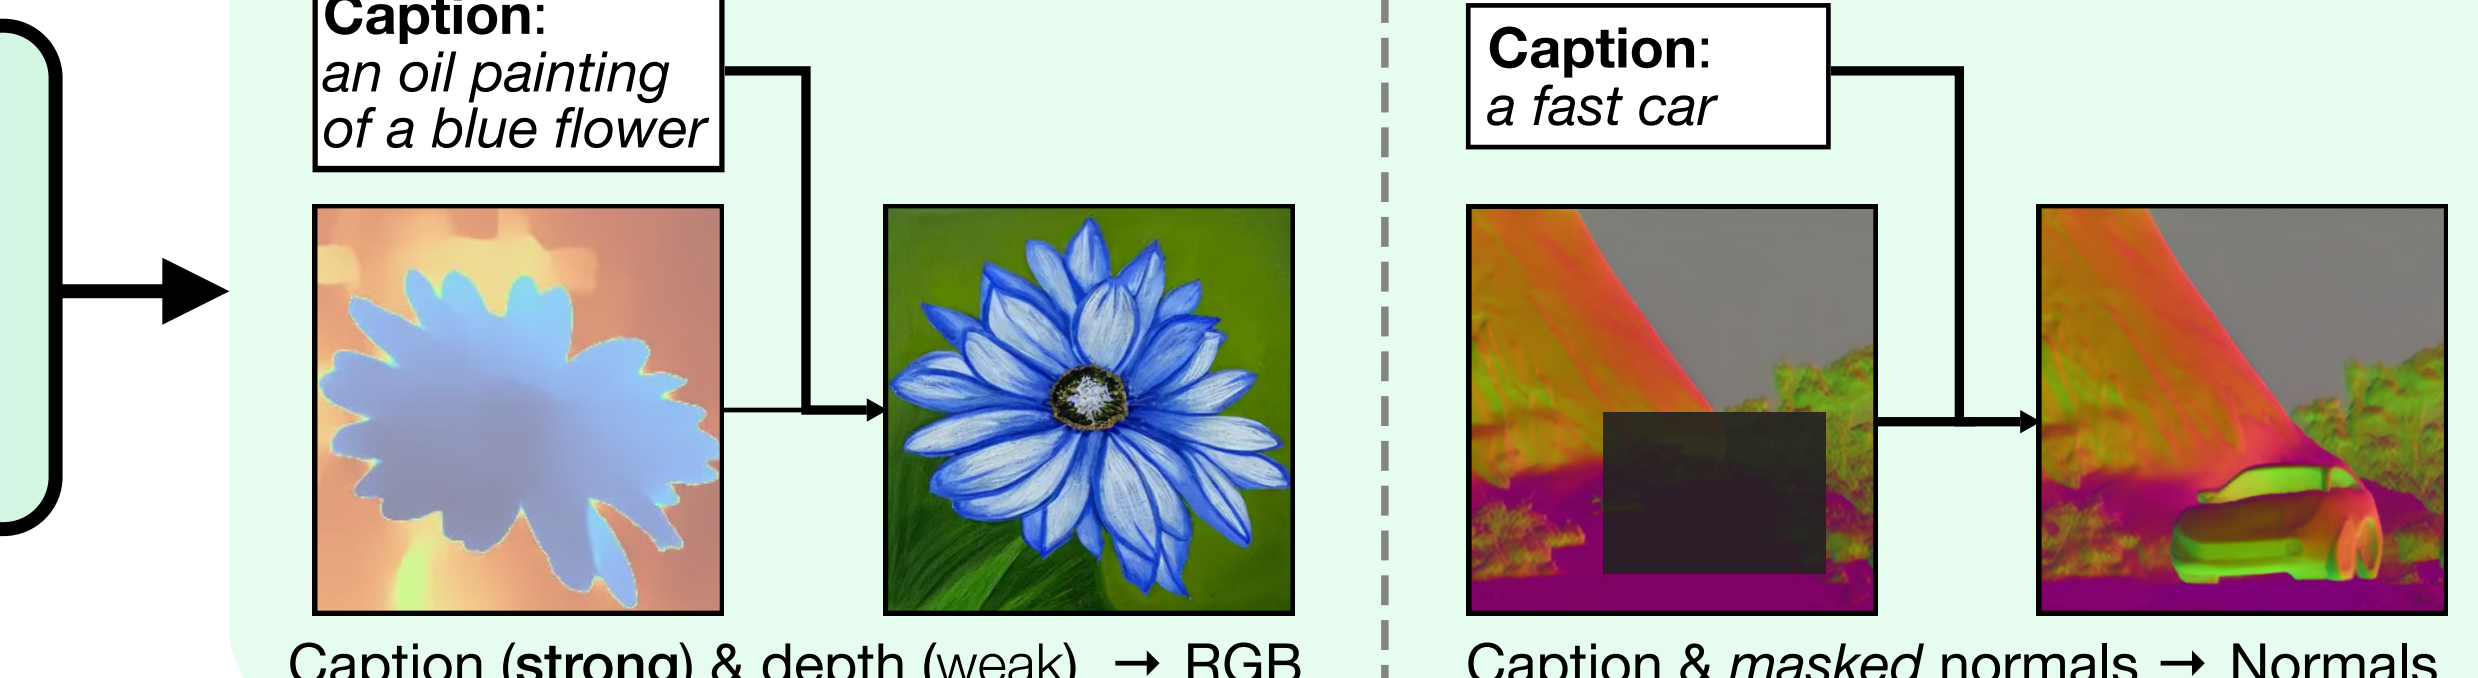 Caption:
an oil painting
of a blue flower
Caption:
a fast car
Caption (strong) & depth (weak) → RGB
Caption & masked normals → Normals